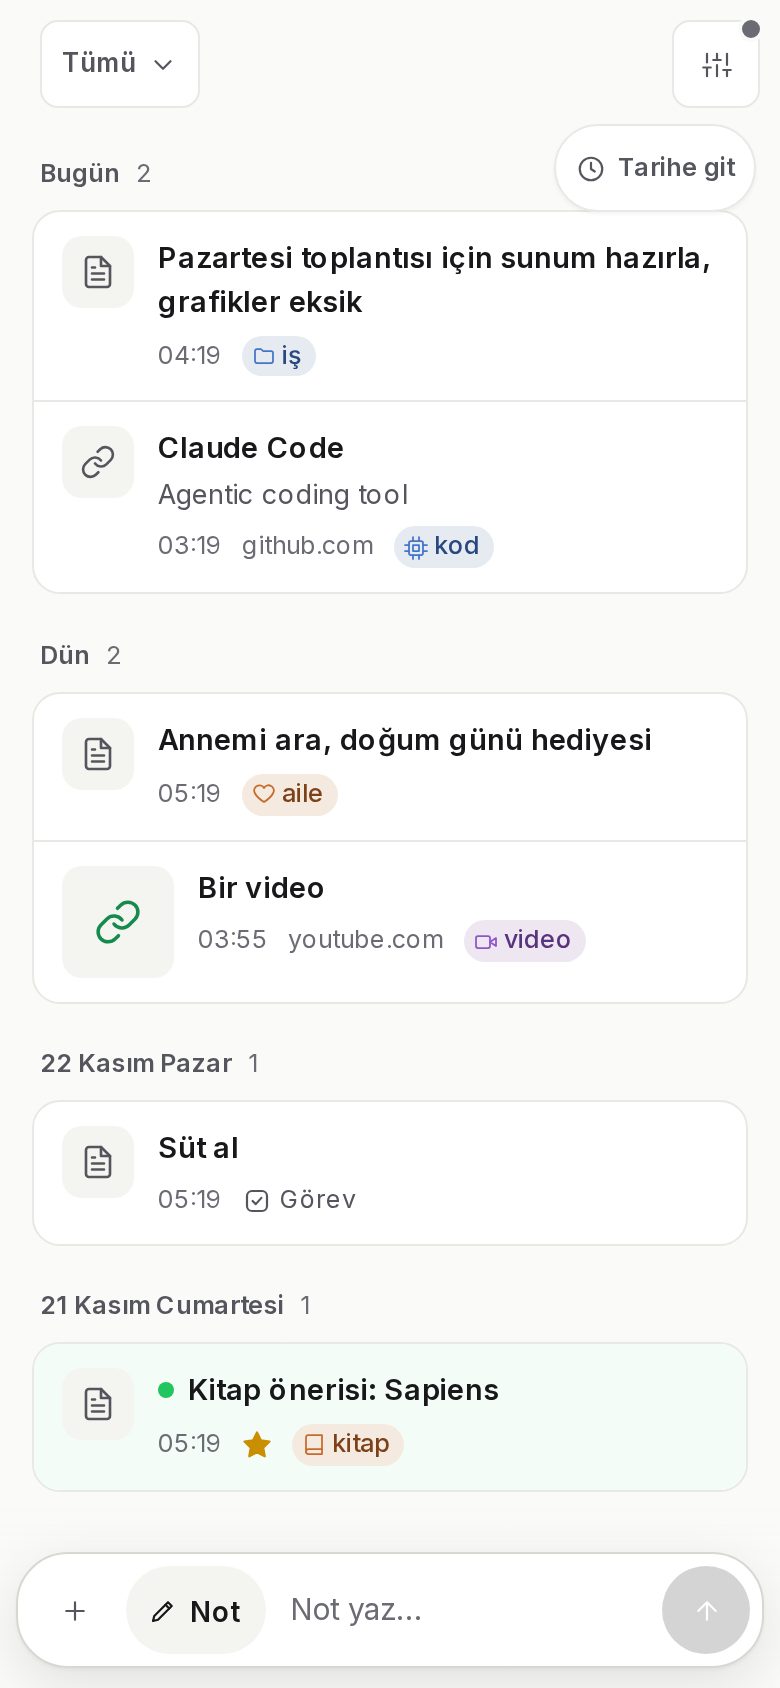 Tümü
Bugün 2
Tarihe git
Pazartesi toplantısı için sunum hazırla,
grafikler eksik
04:19 iş
Claude Code
Agentic coding tool
03:19 github.com kod
Dün 2
Annemi ara, doğum günü hediyesi
05:19 aile
Bir video
03:55 youtube.com video
22 Kasım Pazar 1
Süt al
05:19 Görev
21 Kasım Cumartesi 1
Kitap önerisi: Sapiens
05:19 kitap
Not Not yaz...